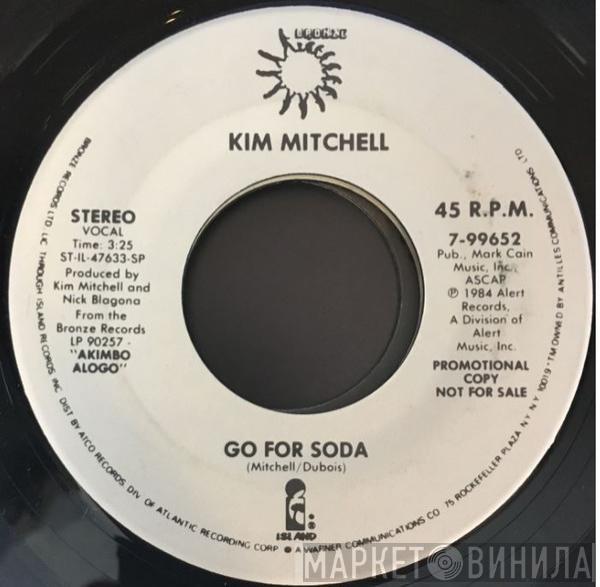 BRONZE
KIM MITCHELL
STEREO
VOCAL
Time: 3:25
ST-IL-47633-SP
Produced by
Kim Mitchell and
Nick Blagona
From the
Bronze Records
LP 90257 -
"AKIMBO
ALOGO"
45 R.P.M.
7-99652
Pub., Mark Cain
Music, Inc.,
ASCAP
℗ 1984 Alert
Records,
A Division of
Alert
Music, Inc.
PROMOTIONAL
COPY
NOT FOR SALE
GO FOR SODA
(Mitchell/Dubois)
ISLAND®
BRONZE RECORDS LTD. LIC. THROUGH ISLAND RECORDS INC. DIST BY ATCO RECORDS DIV OF ATLANTIC RECORDING CORP ● A WARNER COMMUNICATIONS CO 75 ROCKEFELLER PLAZA NY NY 10019 • TM OWNED BY ANTILLES COMMUNICATIONS LTD
МАРКЕТ ВИНИЛА